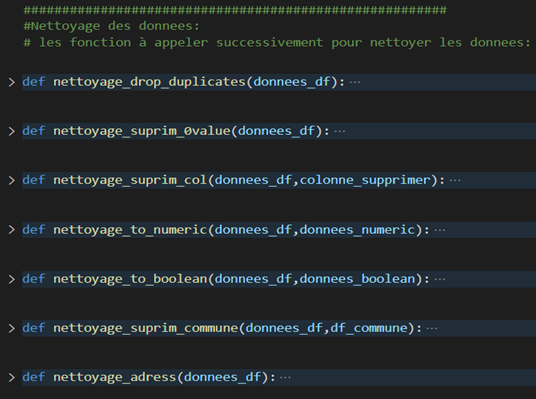 #######################################################
#Nettoyage des donnees:
# les fonction à appeler successivement pour nettoyer les donnees:
> def nettoyage_drop_duplicates(donnees_df): ···
> def nettoyage_suprim_0value(donnees_df): ···
> def nettoyage_suprim_col(donnees_df,colonne_supprimer): ···
> def nettoyage_to_numeric(donnees_df,donnees_numeric): ···
> def nettoyage_to_boolean(donnees_df,donnees_boolean): ···
> def nettoyage_suprim_commune(donnees_df,df_commune): ···
> def nettoyage_adress(donnees_df): ···